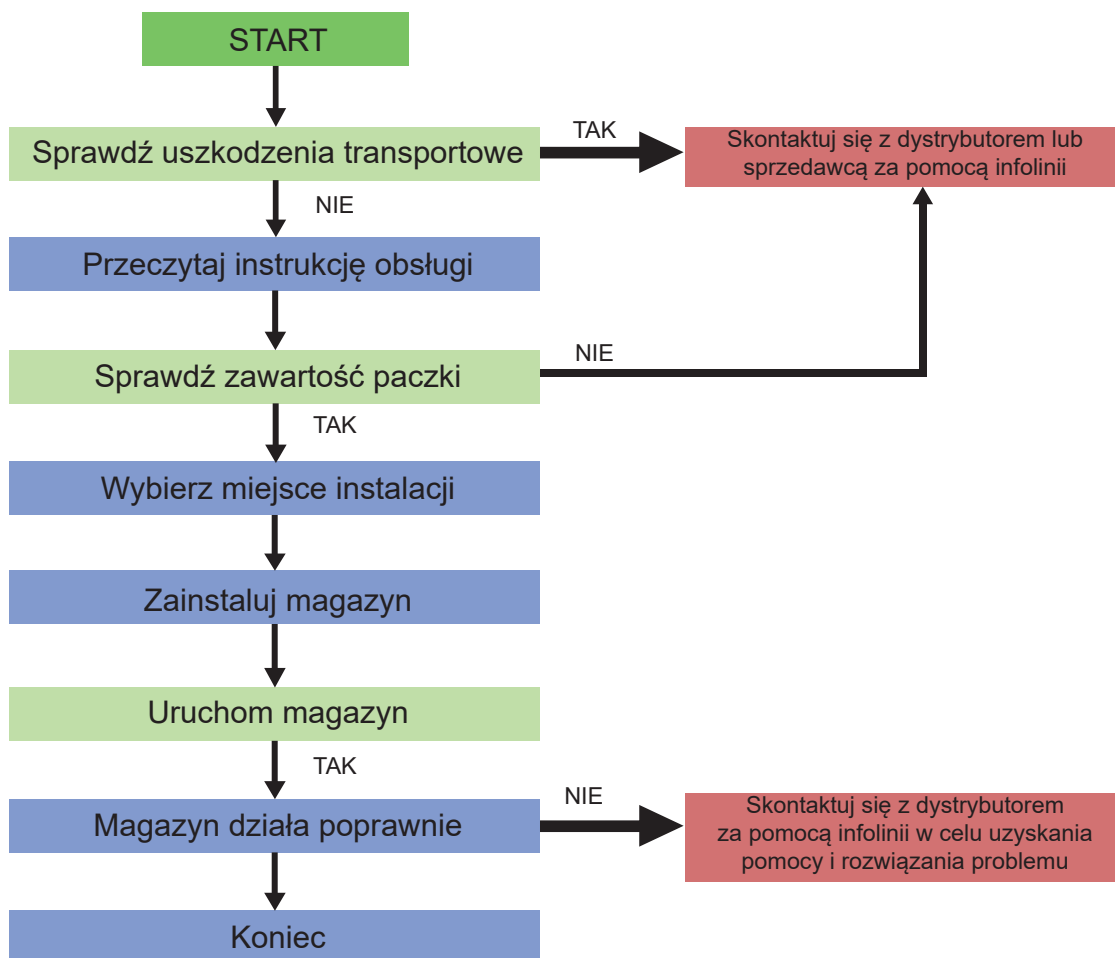 START
Sprawdź uszkodzenia transportowe
TAK
Skontaktuj się z dystrybutorem lub
sprzedawcą za pomocą infolinii
NIE
Przeczytaj instrukcję obsługi
Sprawdź zawartość paczki
NIE
TAK
Wybierz miejsce instalacji
Zainstaluj magazyn
Uruchom magazyn
TAK
Magazyn działa poprawnie
NIE
Skontaktuj się z dystrybutorem
za pomocą infolinii w celu uzyskania
pomocy i rozwiązania problemu
Koniec